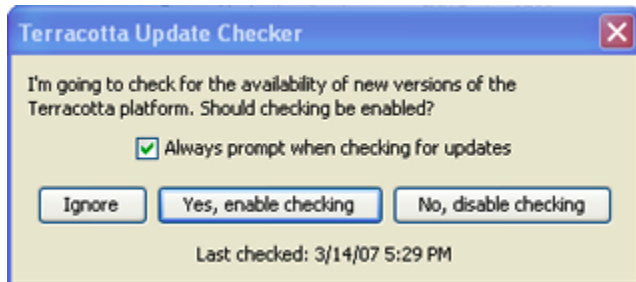 Terracotta Update Checker
I'm going to check for the availability of new versions of the
Terracotta platform. Should checking be enabled?
Always prompt when checking for updates
Ignore Yes, enable checking No, disable checking
Last checked: 3/14/07 5:29 PM